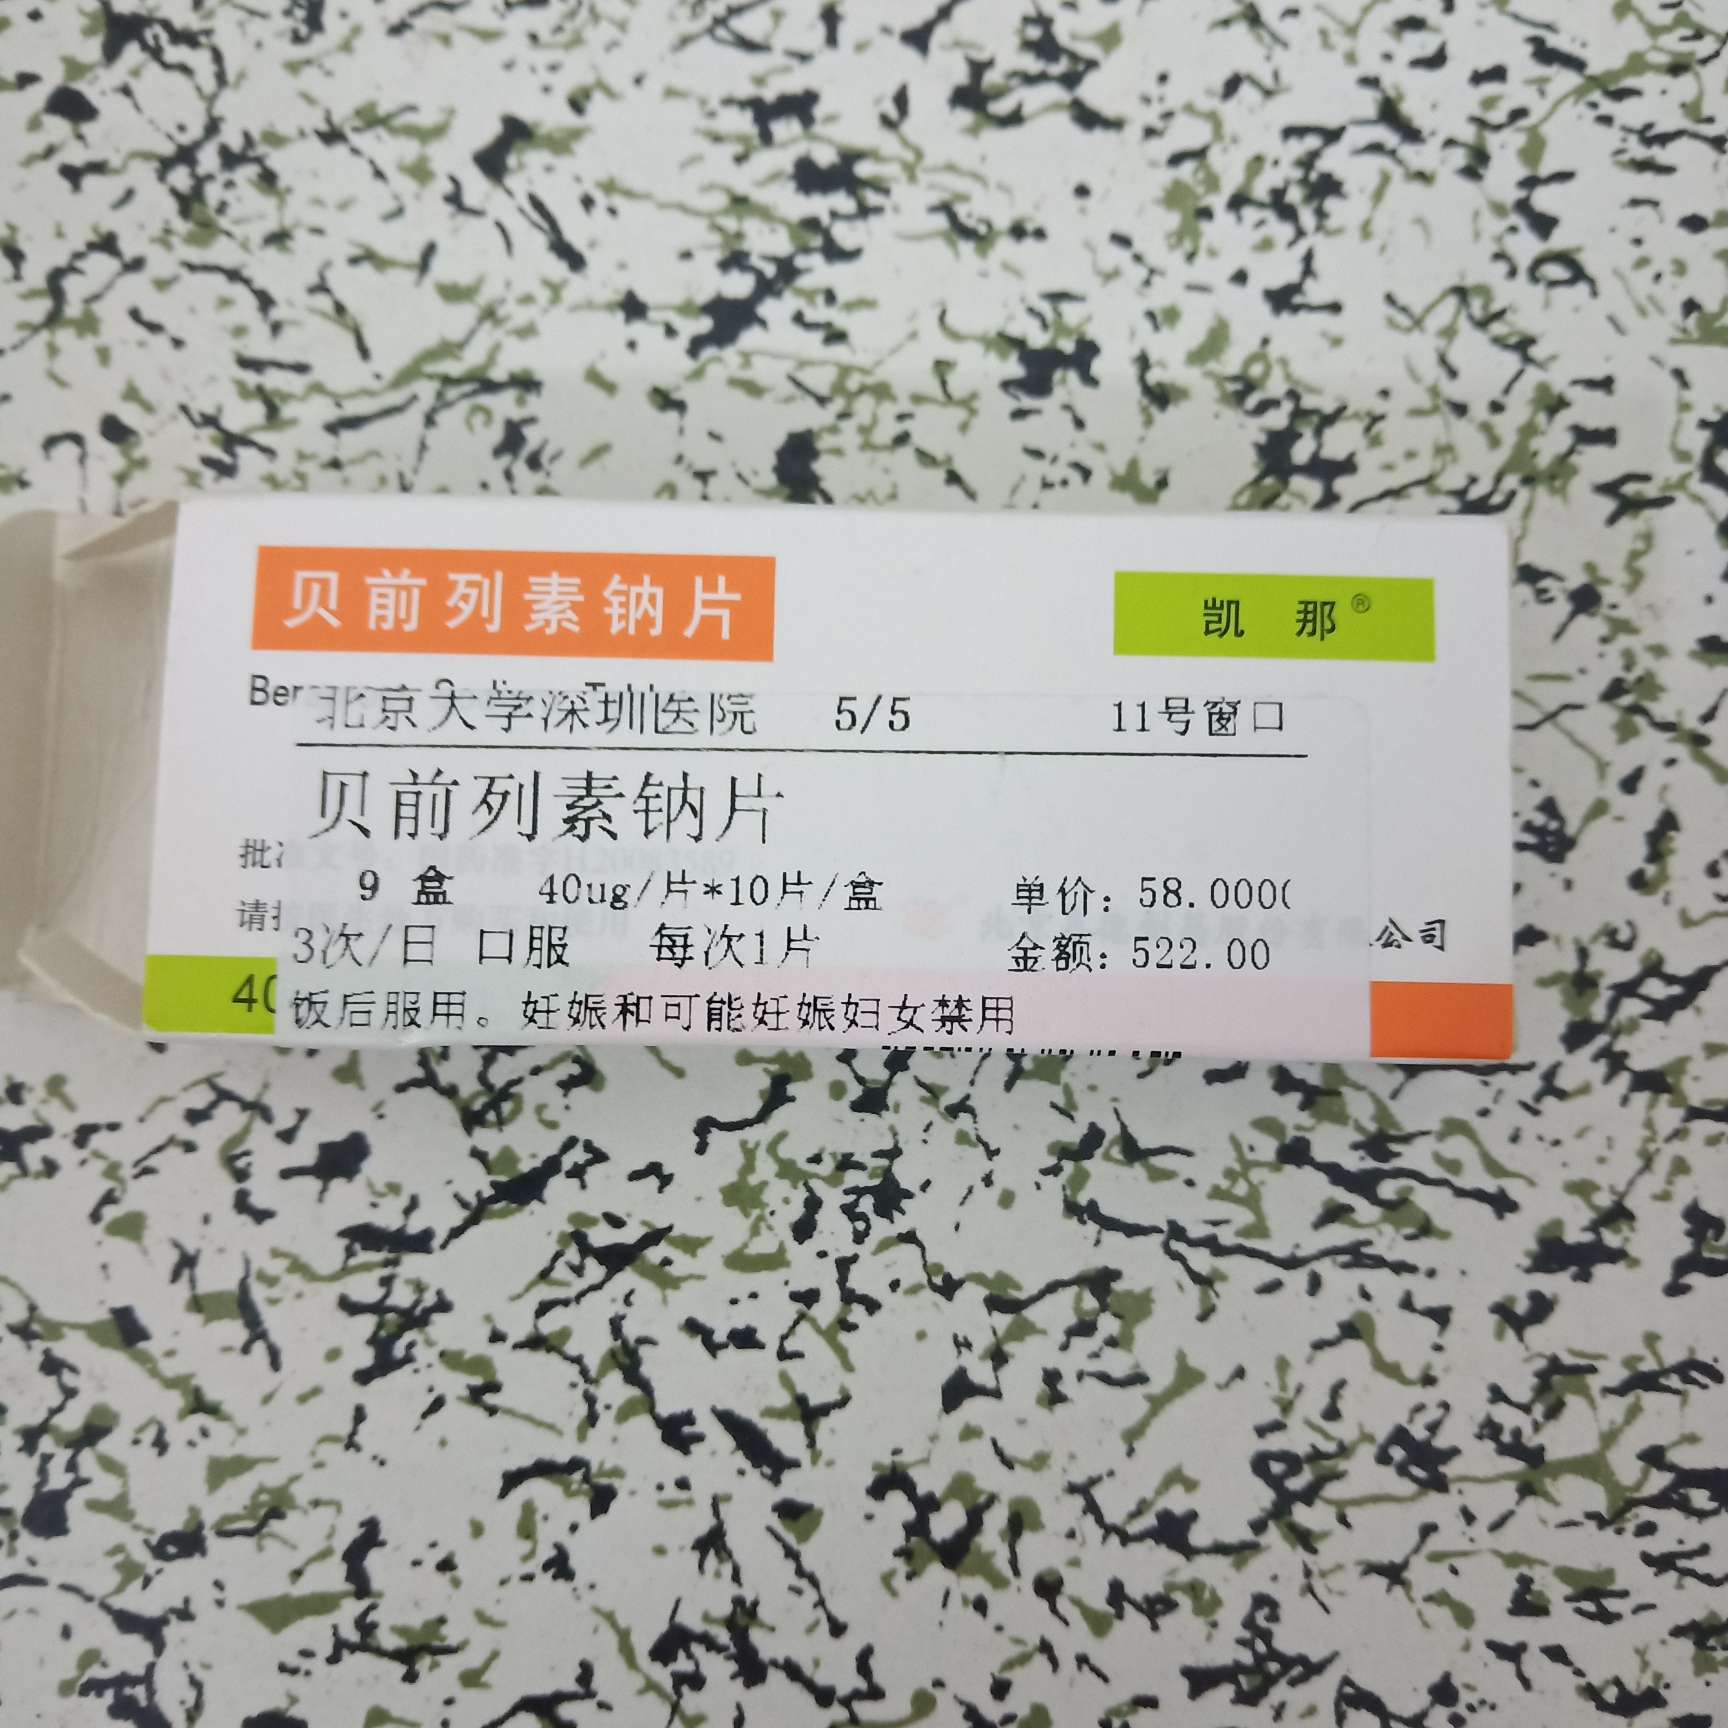 贝前列素钠片
凯那®
Ber
北京大学深圳医院 5/5 11号窗口
贝前列素钠片
9 盒 40ug/片*10片/盒 单价: 58.000
3次/日 口服 每次1片 金额: 522.00
公司
饭后服用。妊娠和可能妊娠妇女禁用
40